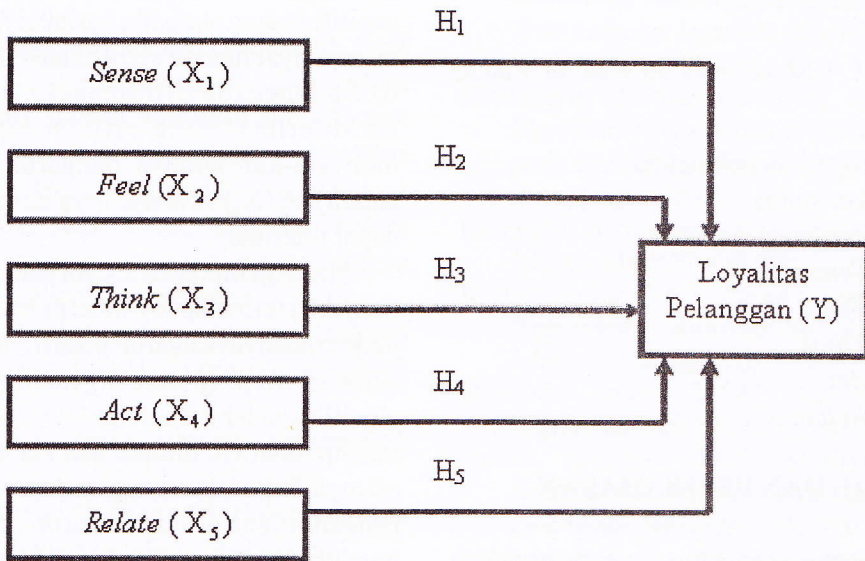 H₁
Sense (X₁)
H₂
Feel (X₂)
H₃
Think (X₃)
Loyalitas
Pelanggan (Y)
H₄
Act (X₄)
H₅
Relate (X₅)